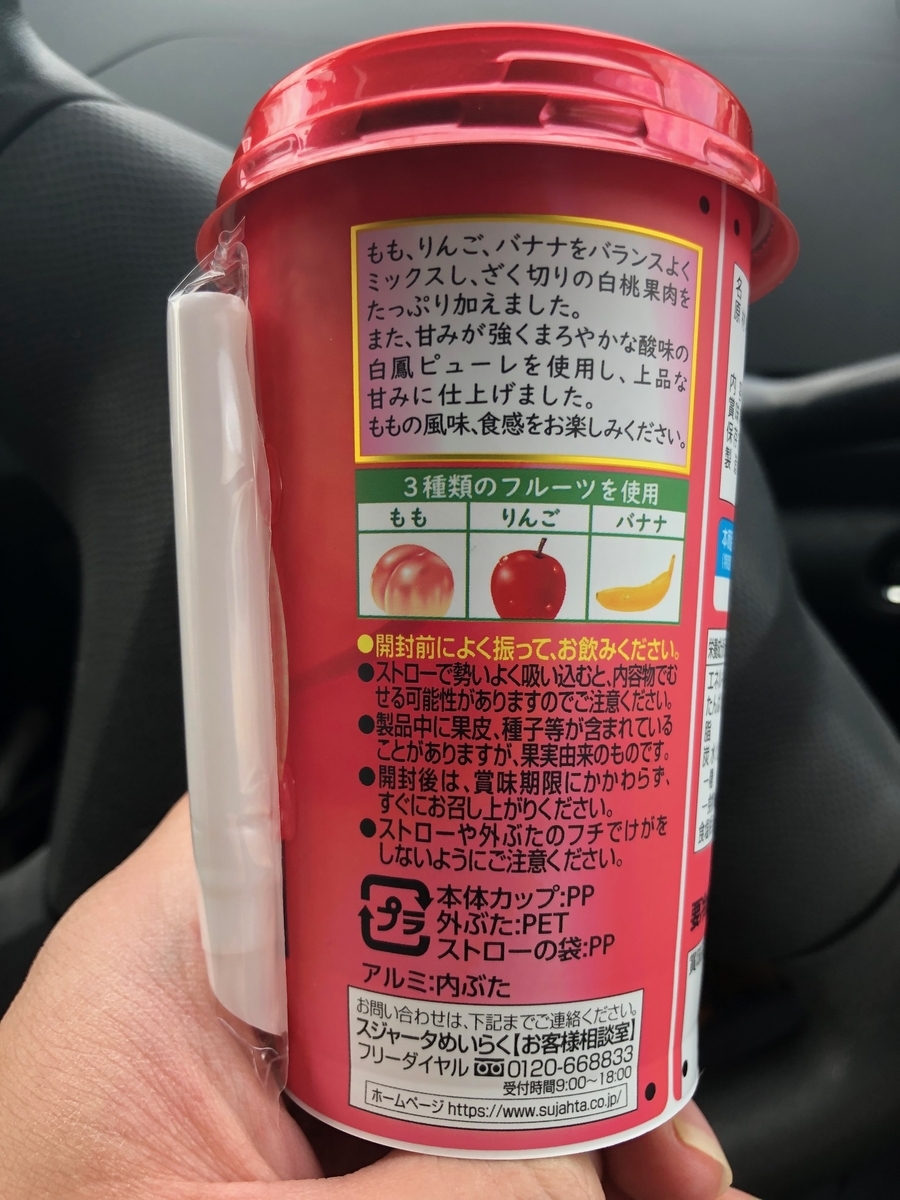 もも、りんご、バナナをバランスよく
ミックスし、ざく切りの白桃果肉を
たっぷり加えました。
また、甘みが強くまろやかな酸味の
白鳳ピューレを使用し、上品な
甘みに仕上げました。
ももの風味、食感をお楽しみください。
3種類のフルーツを使用
もも りんご バナナ
●開封前によく振って、お飲みください。
●ストローで勢いよく吸い込むと、内容物でむ
せる可能性がありますのでご注意ください。
●製品中に果皮、種子等が含まれている
ことがありますが、果実由来のものです。
●開封後は、賞味期限にかかわらず、
すぐにお召し上がりください。
●ストローや外ぶたのフチでけがを
しないようにご注意ください。
プラ
本体カップ:PP
外ぶた:PET
ストローの袋:PP
アルミ:内ぶた
お問い合わせは、下記までご連絡ください。
スジャータめいらく【お客様相談室】
フリーダイヤル 0120-668833
受付時間9:00〜18:00
ホームページ https://www.sujahta.co.jp/